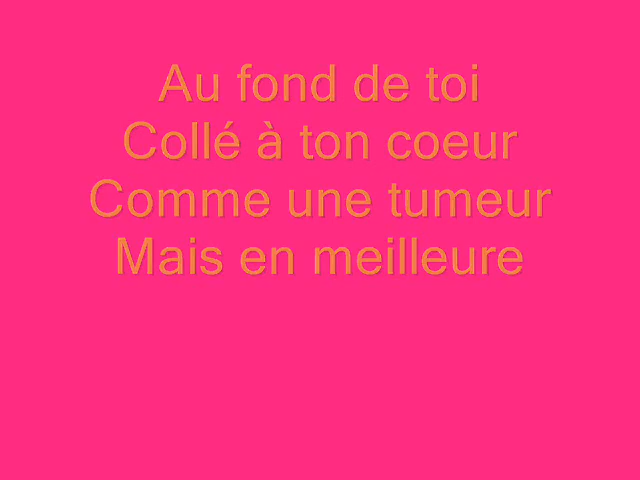 Au fond de toi
Collé à ton coeur
Comme une tumeur
Mais en meilleure